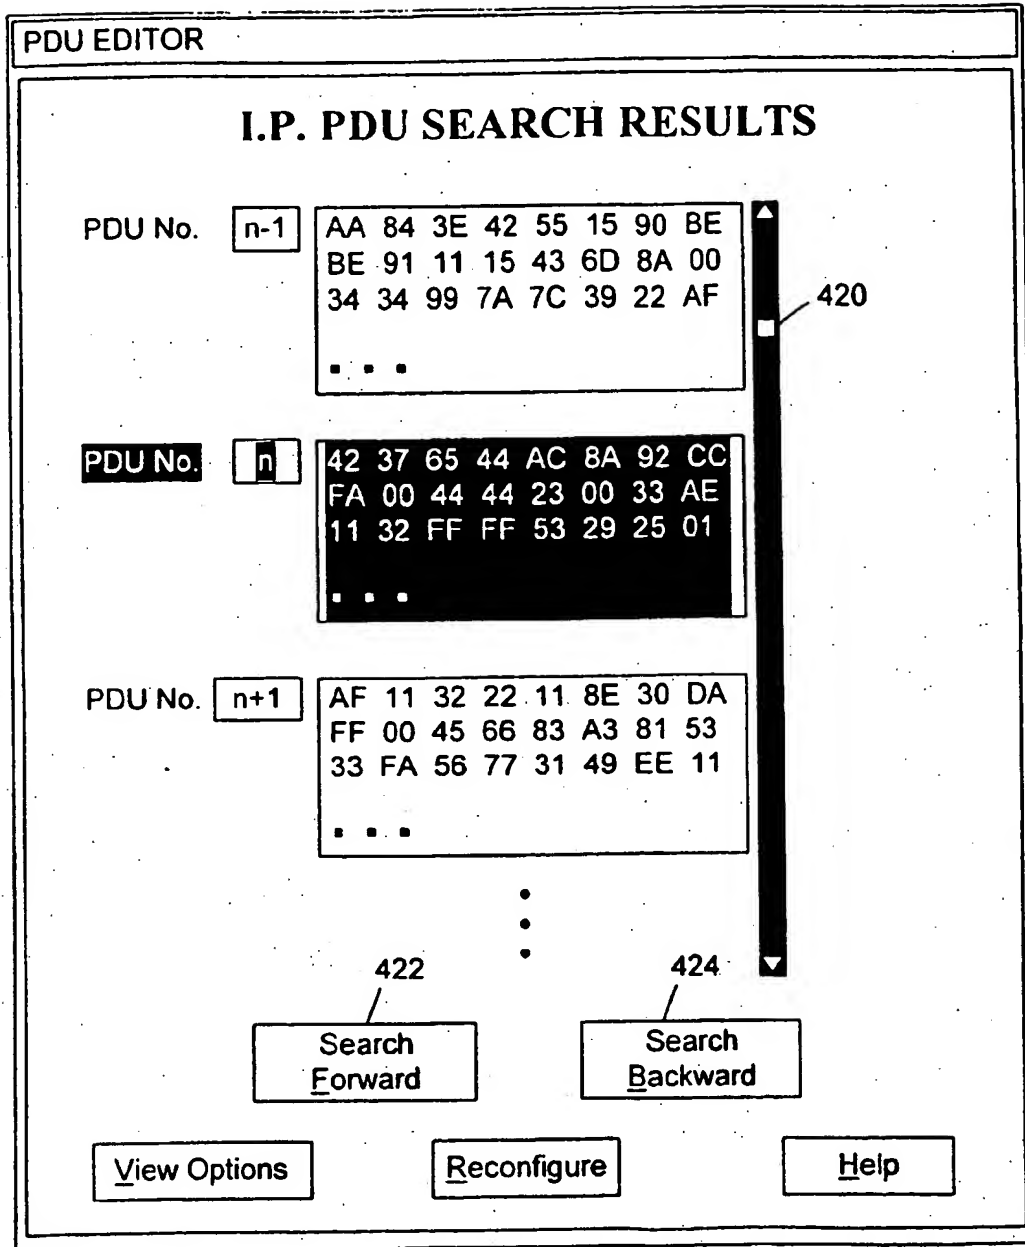 PDU EDITOR
I.P. PDU SEARCH RESULTS
PDU No. n-1
AA 84 3E 42 55 15 90 BE
BE 91 11 15 43 6D 8A 00
34 34 99 7A 7C 39 22 AF
. . .
420
PDU No. n
42 37 65 44 AC 8A 92 CC
FA 00 44 44 23 00 33 AE
11 32 FF FF 53 29 25 01
. . .
PDU No. n+1
AF 11 32 22 11 8E 30 DA
FF 00 45 66 83 A3 81 53
33 FA 56 77 31 49 EE 11
. . .
422
424
Search
Forward
Search
Backward
View Options
Reconfigure
Help